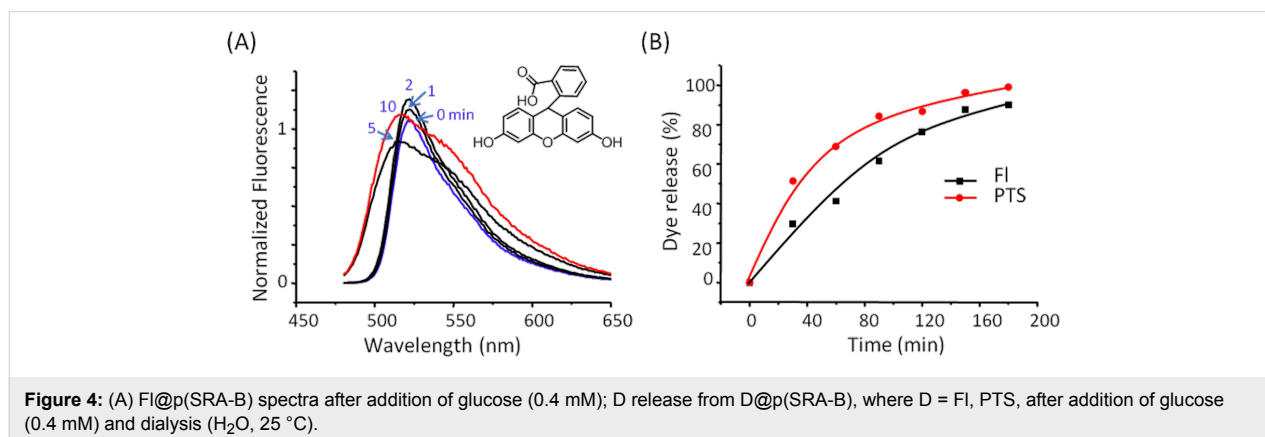 (A)
(B)
Normalized Fluorescence
1
0
450
500
550
600
650
Wavelength (nm)
10
2
1
0 min
5
O
OH
HO
O
OH
Dye release (%)
100
80
60
40
20
0
0
40
80
120
160
200
Time (min)
Fl
PTS
Figure 4: (A) Fl@p(SRA-B) spectra after addition of glucose (0.4 mM); D release from D@p(SRA-B), where D = Fl, PTS, after addition of glucose
(0.4 mM) and dialysis (H₂O, 25 °C).